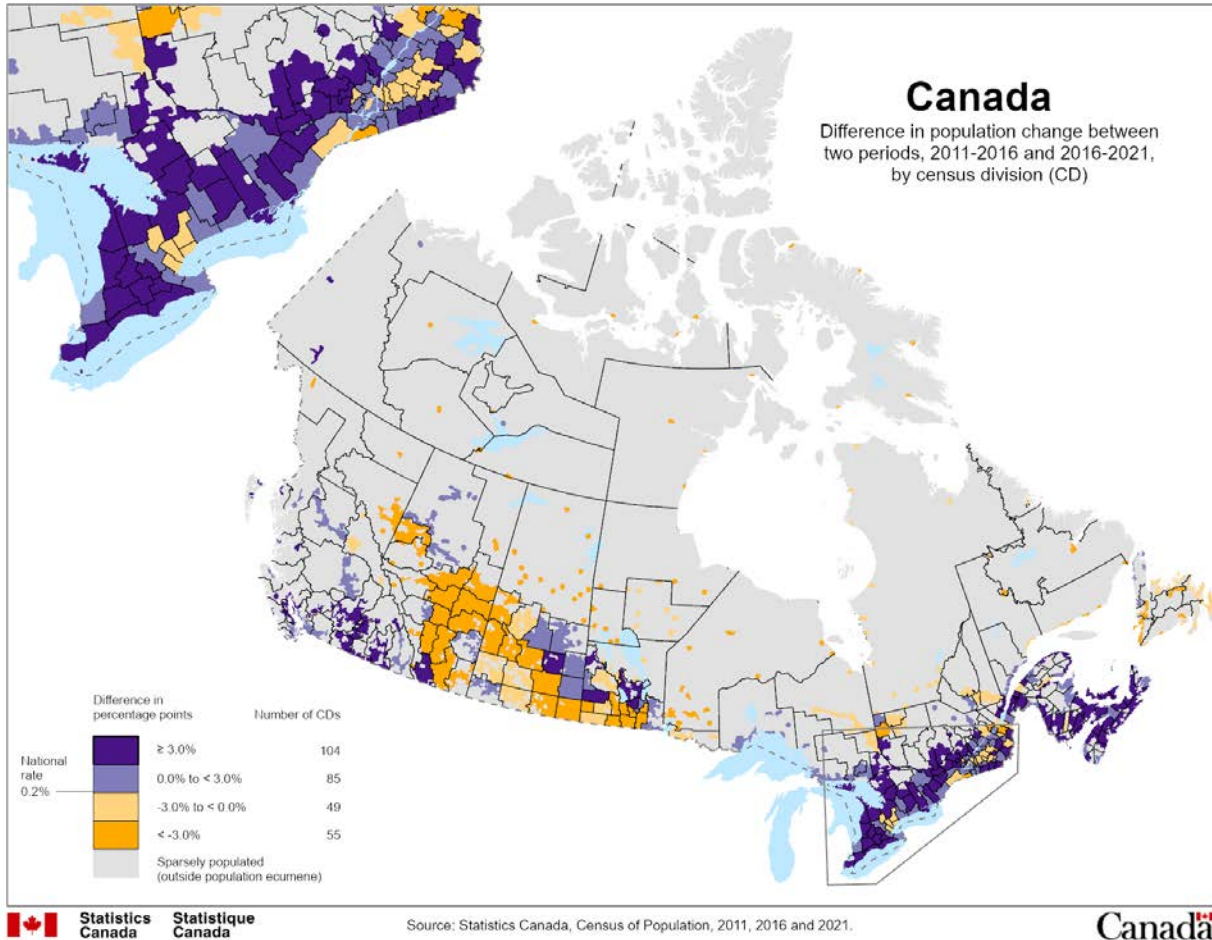 Canada
Difference in population change between
two periods, 2011-2016 and 2016-2021,
by census division (CD)
Difference in
percentage points
Number of CDs
≥ 3.0%
104
National
rate
0.2%
0.0% to < 3.0%
85
-3.0% to < 0.0%
49
< -3.0%
55
Sparsely populated
(outside population ecumene)
Statistics
Canada
Statistique
Canada
Source: Statistics Canada, Census of Population, 2011, 2016 and 2021.
Canada